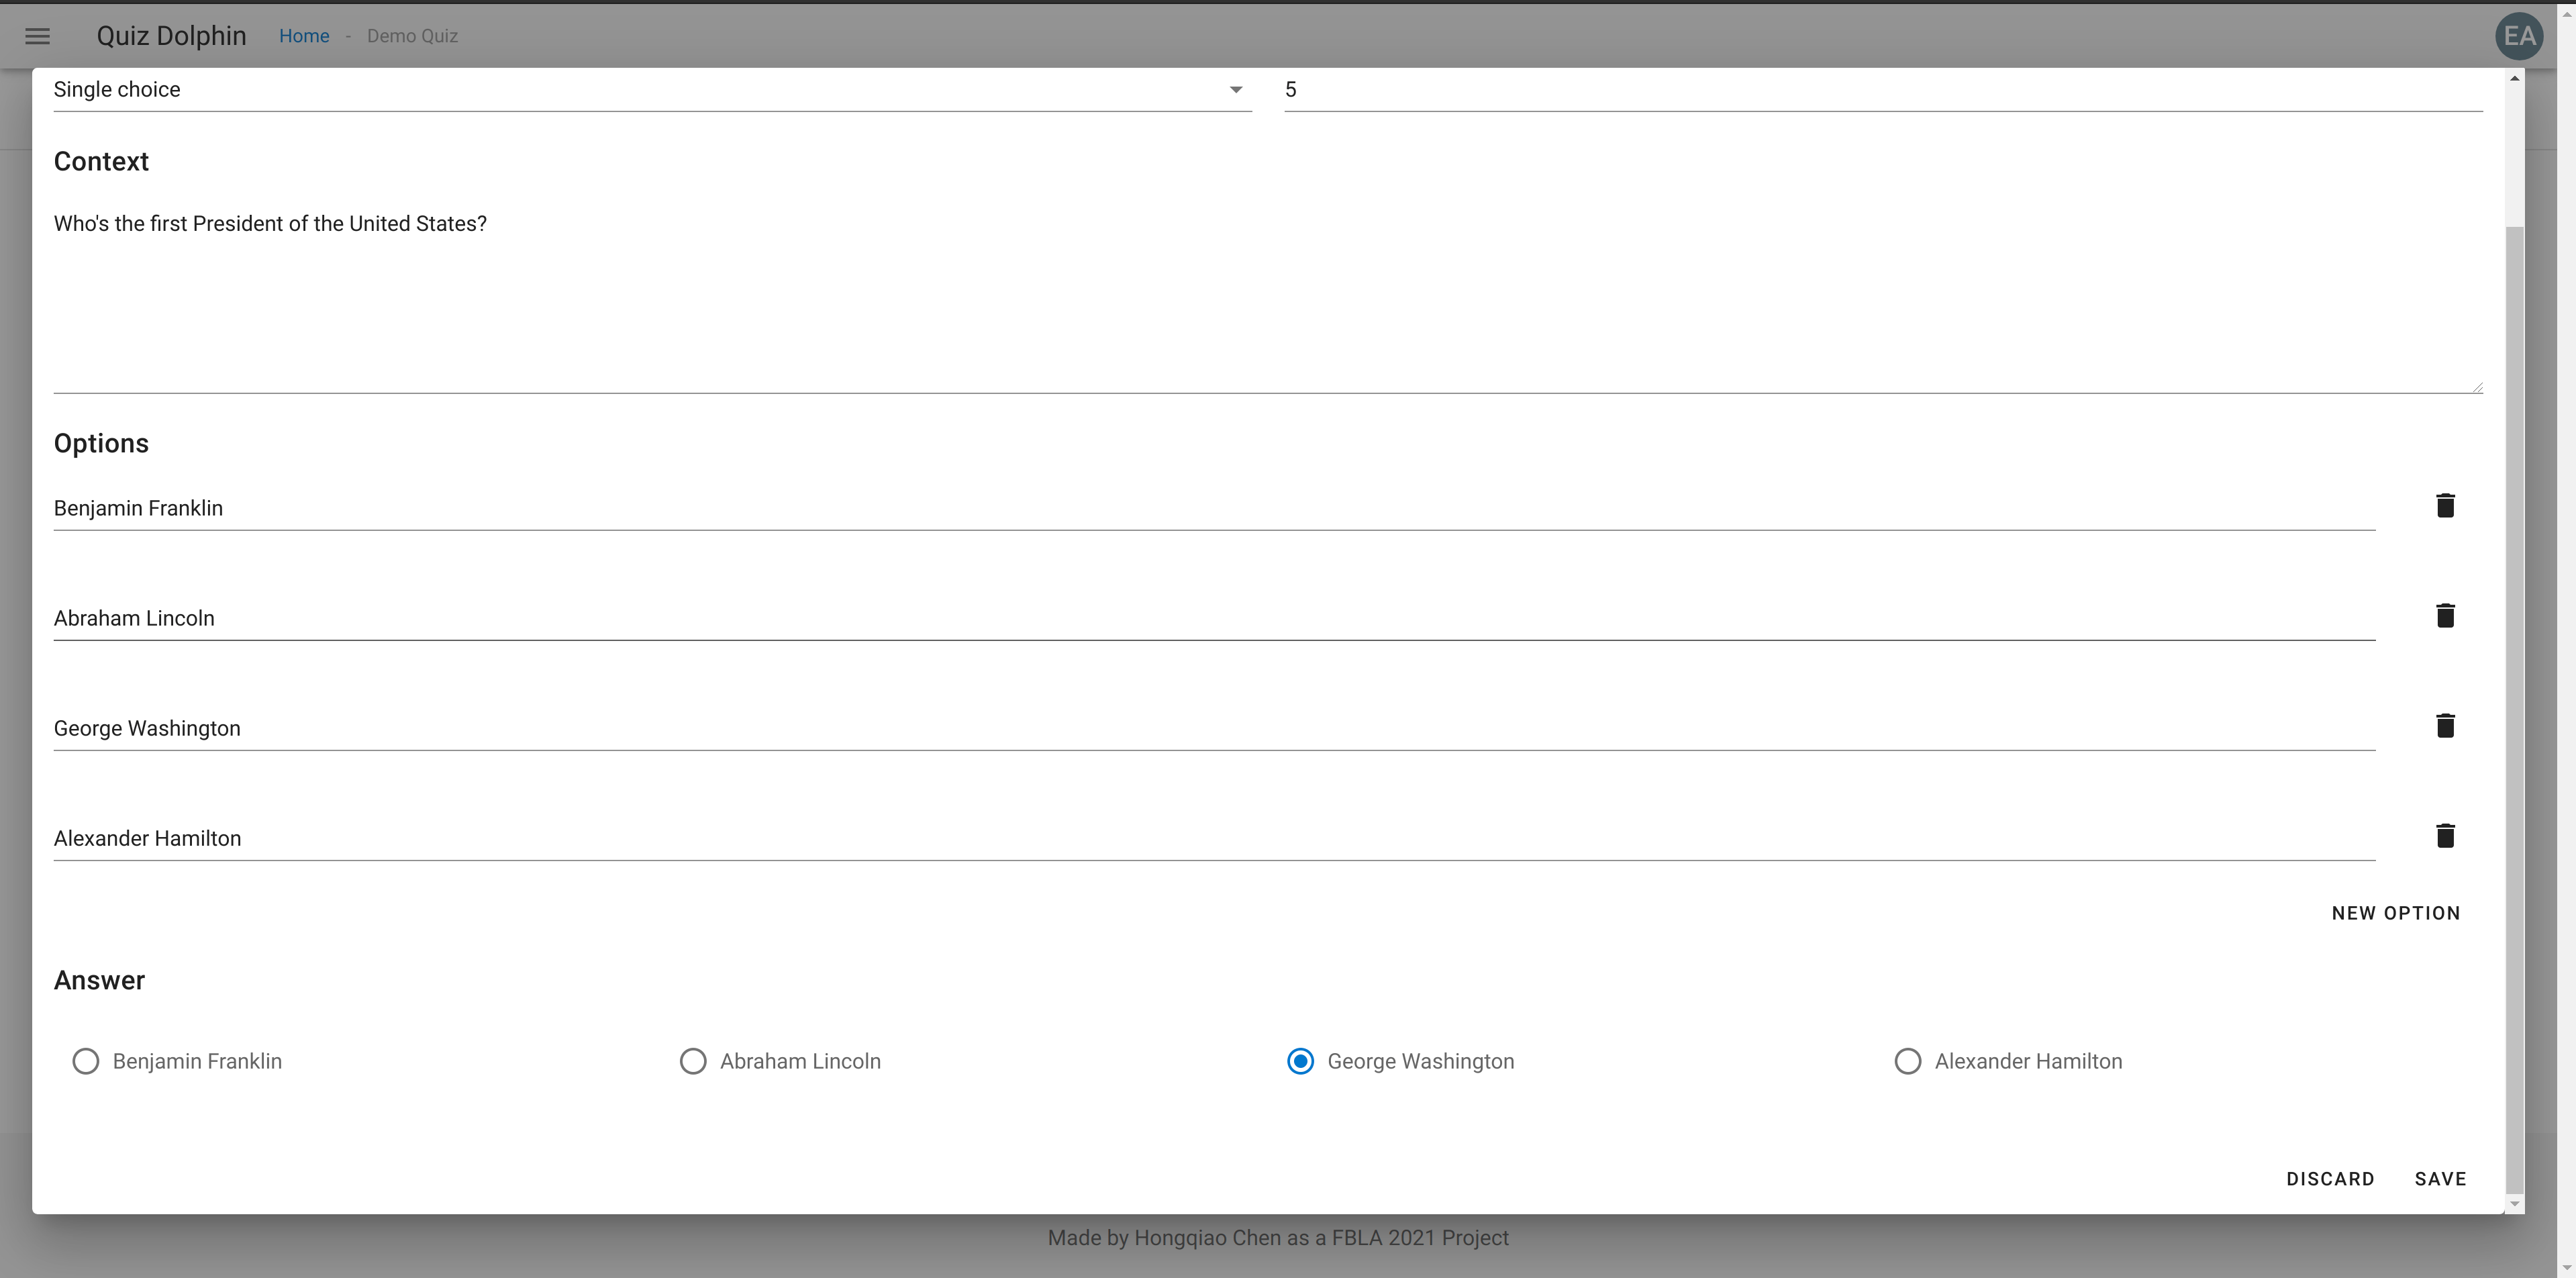 Quiz Dolphin Home - Demo Quiz EA
Single choice 5
Context
Who's the first President of the United States?
Options
Benjamin Franklin
Abraham Lincoln
George Washington
Alexander Hamilton
NEW OPTION
Answer
Benjamin Franklin Abraham Lincoln George Washington Alexander Hamilton
DISCARD SAVE
Made by Hongqiao Chen as a FBLA 2021 Project